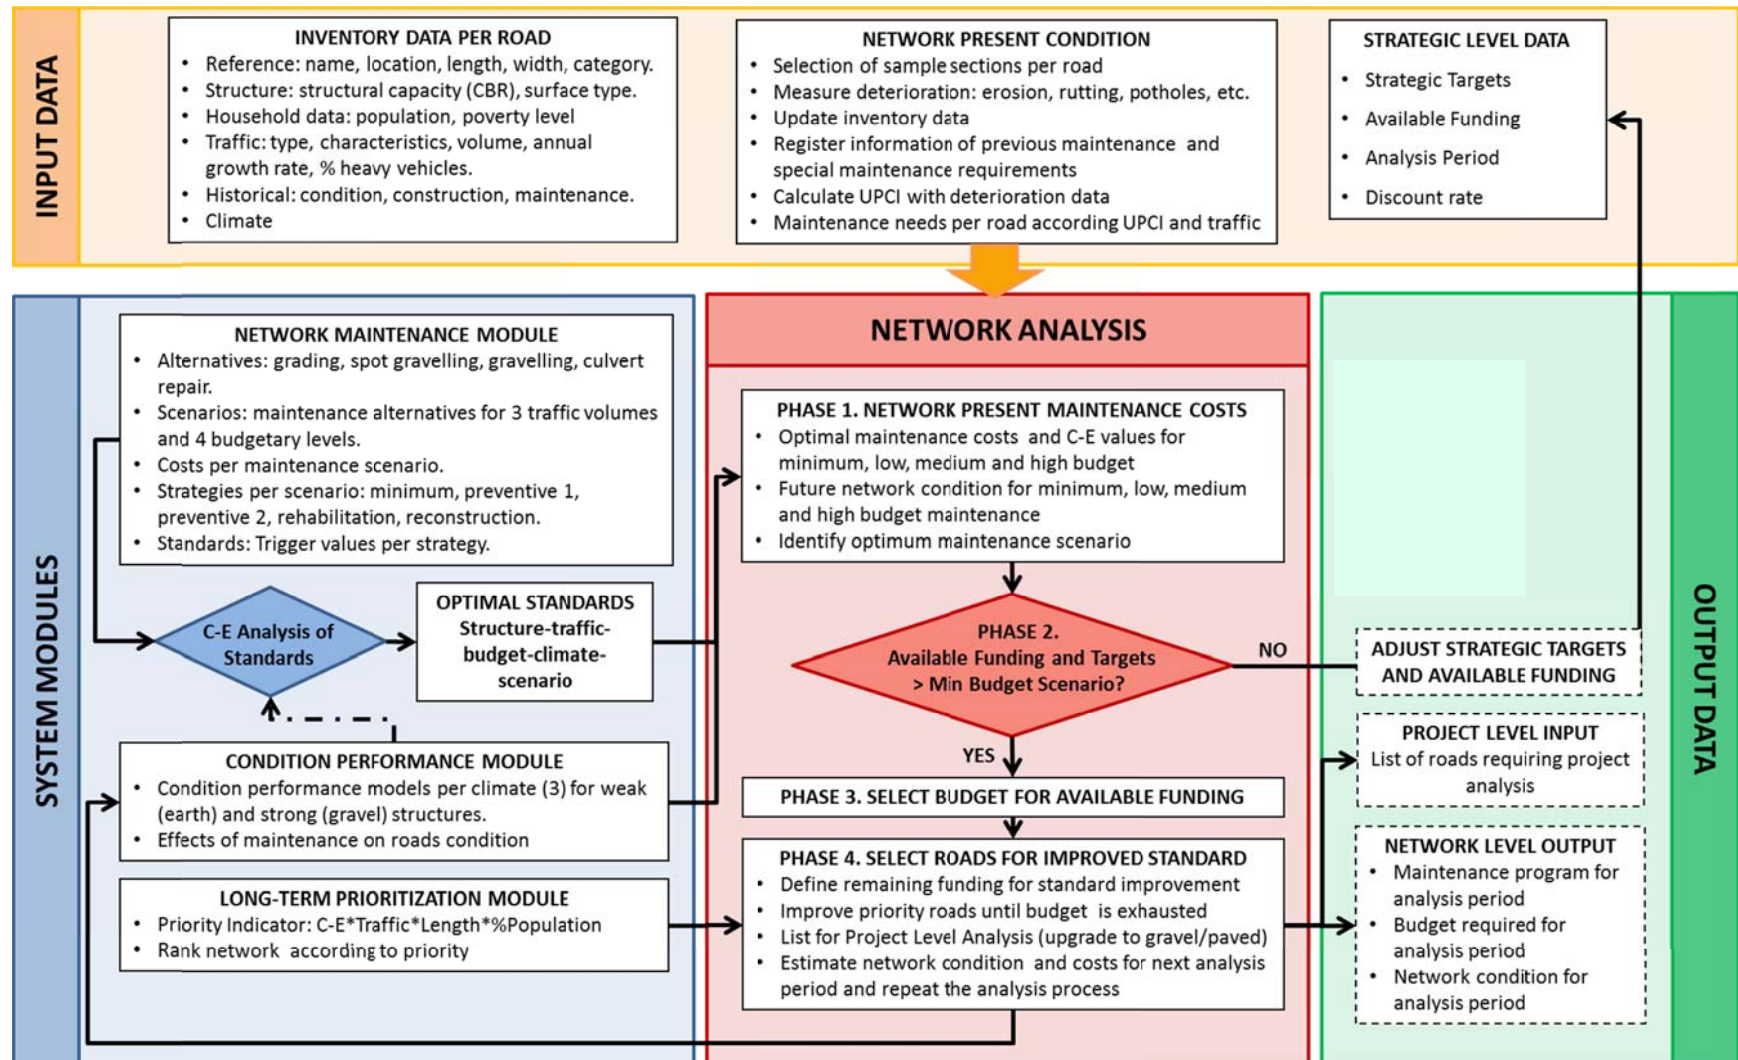 INPUT DATA
INVENTORY DATA PER ROAD
• Reference: name, location, length, width, category.
• Structure: structural capacity (CBR), surface type.
• Household data: population, poverty level
• Traffic: type, characteristics, volume, annual
growth rate, % heavy vehicles.
• Historical: condition, construction, maintenance.
• Climate
NETWORK PRESENT CONDITION
• Selection of sample sections per road
• Measure deterioration: erosion, rutting, potholes, etc.
• Update inventory data
• Register information of previous maintenance and
special maintenance requirements
• Calculate UPCI with deterioration data
• Maintenance needs per road according UPCI and traffic
STRATEGIC LEVEL DATA
• Strategic Targets
• Available Funding
• Analysis Period
• Discount rate
SYSTEM MODULES
NETWORK MAINTENANCE MODULE
• Alternatives: grading, spot gravelling, gravelling, culvert
repair.
• Scenarios: maintenance alternatives for 3 traffic volumes
and 4 budgetary levels.
• Costs per maintenance scenario.
• Strategies per scenario: minimum, preventive 1,
preventive 2, rehabilitation, reconstruction.
• Standards: Trigger values per strategy.
C-E Analysis of
Standards
OPTIMAL STANDARDS
Structure-traffic-
budget-climate-
scenario
CONDITION PERFORMANCE MODULE
• Condition performance models per climate (3) for weak
(earth) and strong (gravel) structures.
• Effects of maintenance on roads condition
LONG-TERM PRIORITIZATION MODULE
• Priority Indicator: C-E*Traffic*Length*%Population
• Rank network according to priority
NETWORK ANALYSIS
PHASE 1. NETWORK PRESENT MAINTENANCE COSTS
• Optimal maintenance costs and C-E values for
minimum, low, medium and high budget
• Future network condition for minimum, low, medium
and high budget maintenance
• Identify optimum maintenance scenario
PHASE 2.
Available Funding and Targets
> Min Budget Scenario?
NO
YES
PHASE 3. SELECT BUDGET FOR AVAILABLE FUNDING
PHASE 4. SELECT ROADS FOR IMPROVED STANDARD
• Define remaining funding for standard improvement
• Improve priority roads until budget is exhausted
• List for Project Level Analysis (upgrade to gravel/paved)
• Estimate network condition and costs for next analysis
period and repeat the analysis process
OUTPUT DATA
ADJUST STRATEGIC TARGETS
AND AVAILABLE FUNDING
PROJECT LEVEL INPUT
List of roads requiring project
analysis
NETWORK LEVEL OUTPUT
• Maintenance program for
analysis period
• Budget required for
analysis period
• Network condition for
analysis period